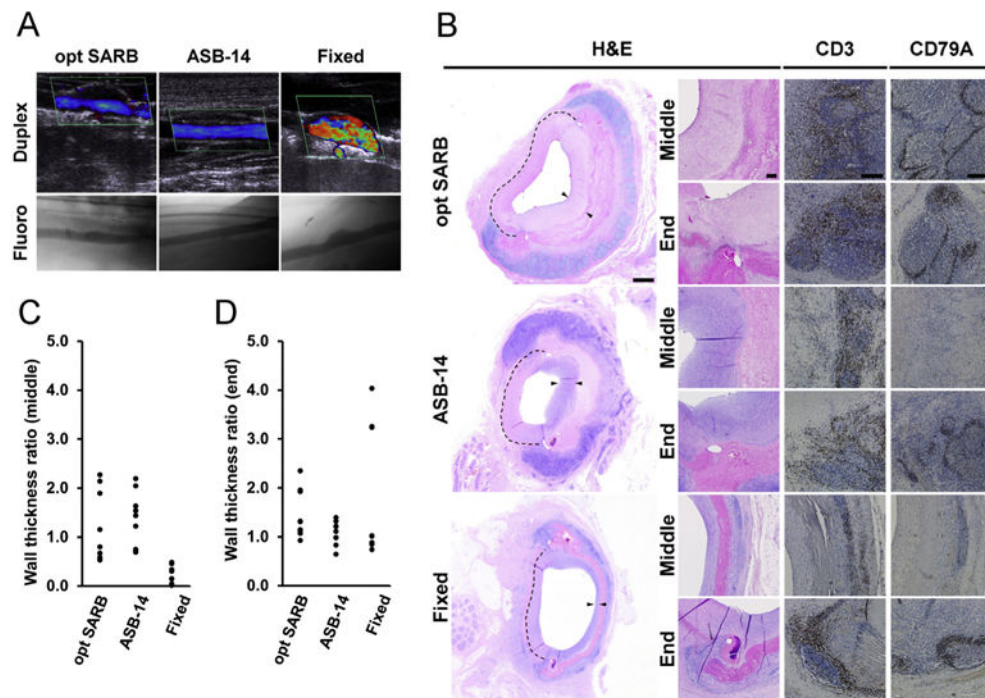 A
opt SARB ASB-14 Fixed
Duplex
Fluoro
B
H&E CD3 CD79A
opt SARB
Middle
End
ASB-14
Middle
End
Fixed
Middle
End
C
Wall thickness ratio (middle)
5.0
4.0
3.0
2.0
1.0
0.0
opt SARB
ASB-14
Fixed
D
Wall thickness ratio (end)
5.0
4.0
3.0
2.0
1.0
0.0
opt SARB
ASB-14
Fixed